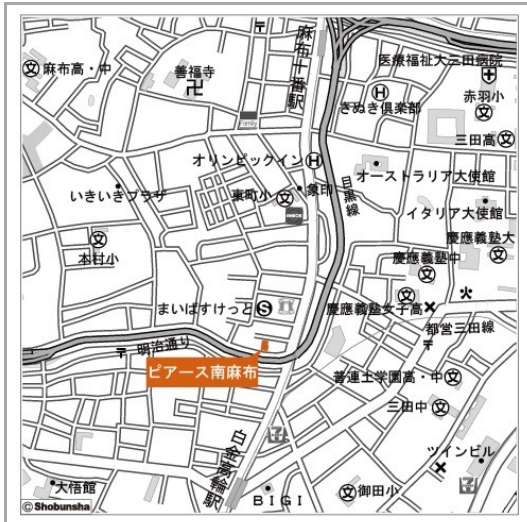 麻布十番駅
麻布高・中
善福寺
医療福祉大三田病院
きぬき倶楽部
赤羽小
Family
三田高
オリンピックイン
オーストラリア大使館
いきいきプラザ
象印
東町小
目黒線
イタリア大使館
本村小
慶應義塾大
慶應義塾中
まいばすけっと
慶應義塾女子高
明治通り
都営三田線
ピアース南麻布
善連土学園高・中
三田中
白金高輪駅
ツインビル
大悟館
BIGI
御田小
© Shobunsha